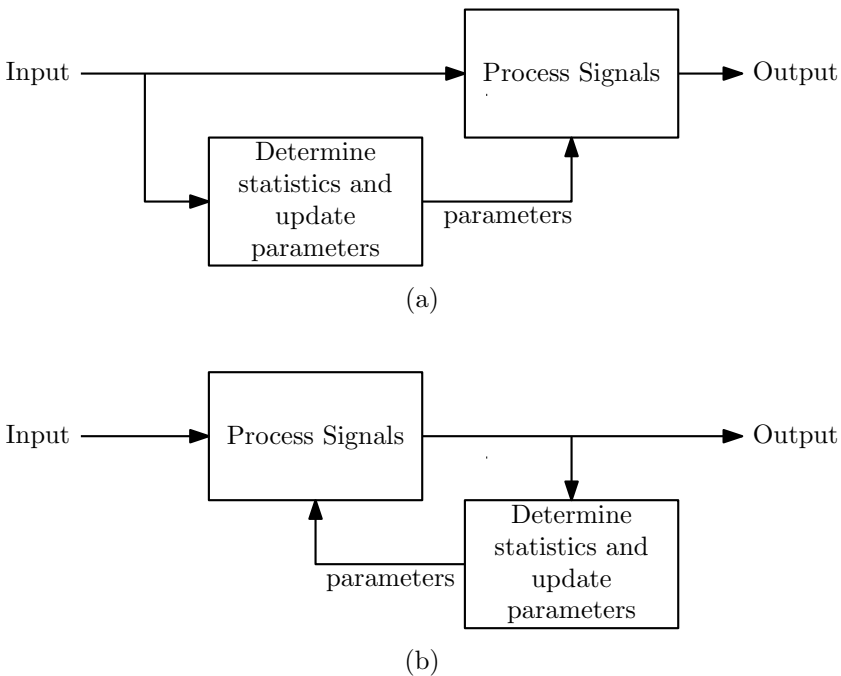 Input
Process Signals
Output
Determine
statistics and
update
parameters
parameters
(a)
Input
Process Signals
Output
Determine
statistics and
update
parameters
parameters
(b)